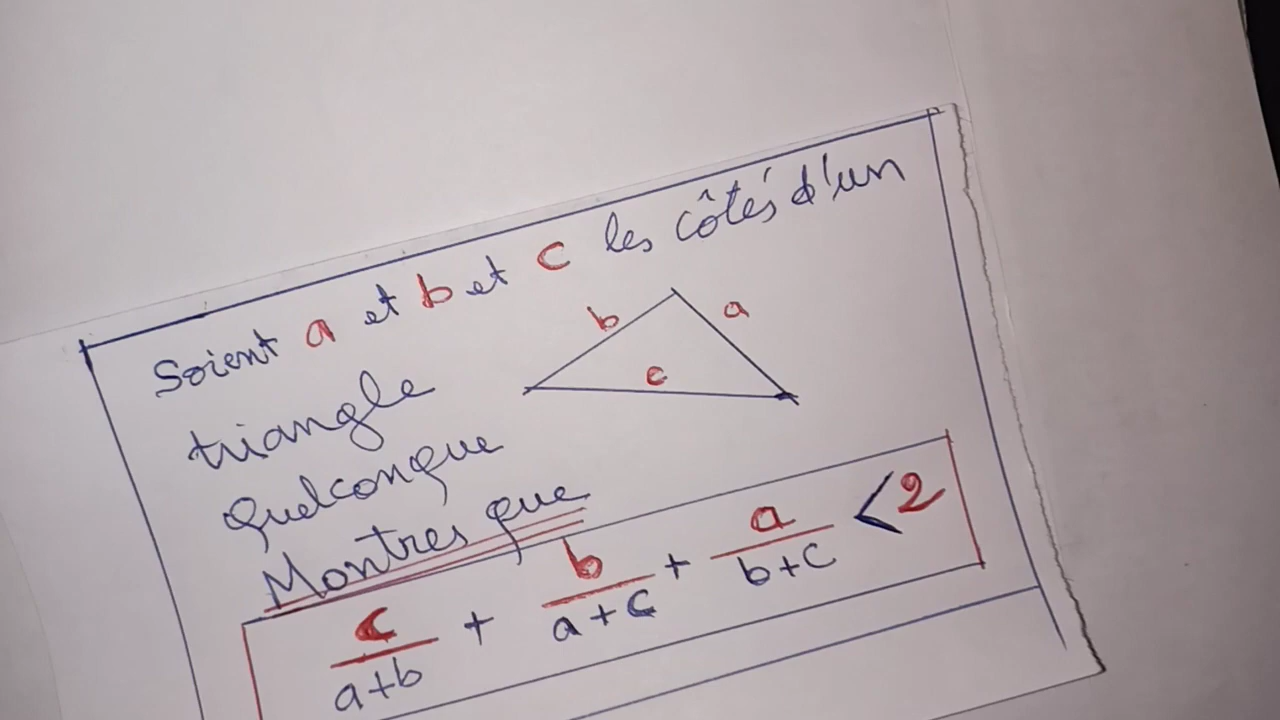 Soient a et b et c les côtés d'un
triangle
quelconque
b a
c
Montres que
c/(a+b) + b/(a+c) + a/(b+c) < 2